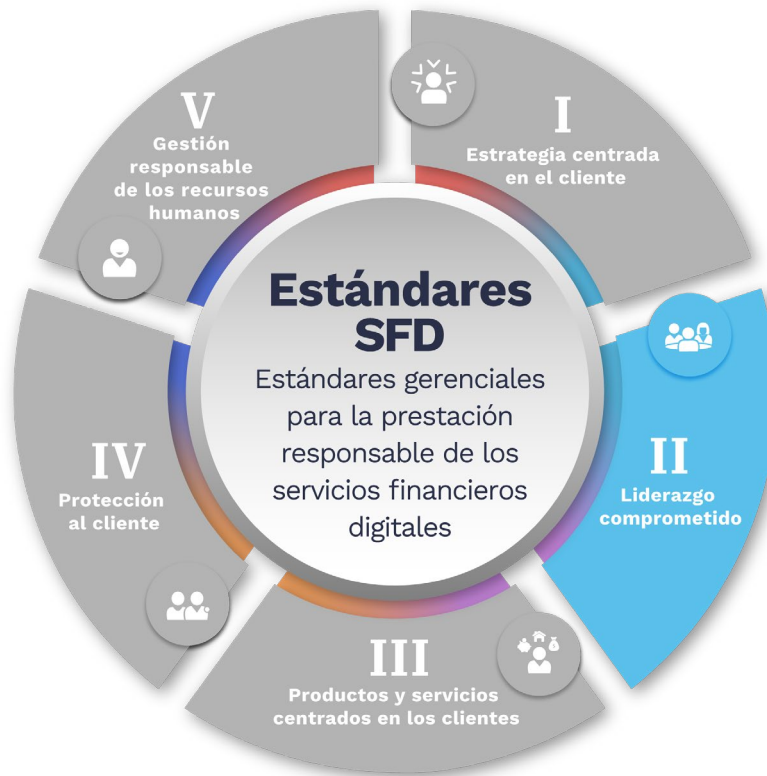 Estándares
SFD
Estándares gerenciales
para la prestación
responsable de los
servicios financieros
digitales
I
Estrategia centrada
en el cliente
II
Liderazgo
comprometido
III
Productos y servicios
centrados en los clientes
IV
Protección
al cliente
V
Gestión
responsable
de los recursos
humanos